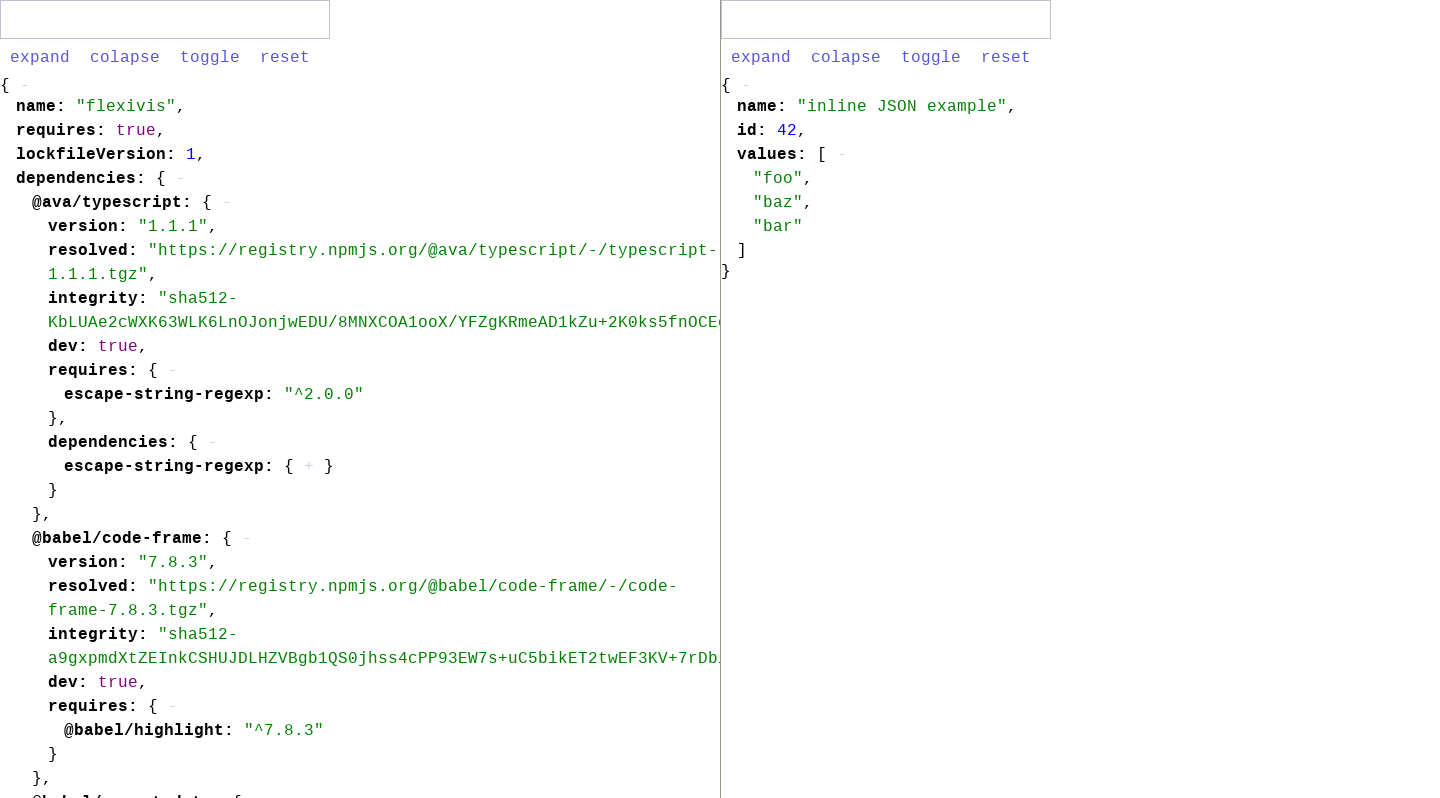 expand colapse toggle reset
{ -
name: "flexivis",
requires: true,
lockfileVersion: 1,
dependencies: { -
@ava/typescript: { -
version: "1.1.1",
resolved: "https://registry.npmjs.org/@ava/typescript/-/typescript-
1.1.1.tgz",
integrity: "sha512-
KbLUAe2cWXK63WLK6LnOJonjwEDU/8MNXCOA1ooX/YFZgKRmeAD1kZu+2K0ks5fnOCE
dev: true,
requires: { -
escape-string-regexp: "^2.0.0"
},
dependencies: { -
escape-string-regexp: { + }
}
},
@babel/code-frame: { -
version: "7.8.3",
resolved: "https://registry.npmjs.org/@babel/code-frame/-/code-
frame-7.8.3.tgz",
integrity: "sha512-
a9gxpmdXtZEInkCSHUJDLHZVBgb1QS0jhss4cPP93EW7s+uC5bikET2twEF3KV+7rDb
dev: true,
requires: { -
@babel/highlight: "^7.8.3"
}
},
expand colapse toggle reset
{ -
name: "inline JSON example",
id: 42,
values: [ -
"foo",
"baz",
"bar"
]
}